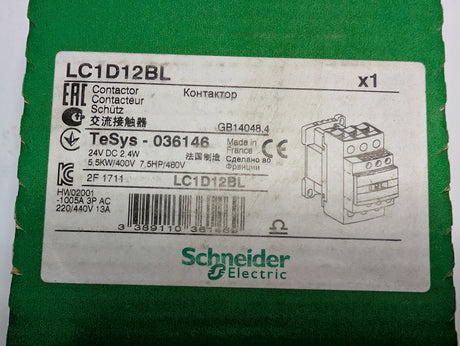 LC1D12BL
x1
EAC
Contactor
Contacteur
Schütz
Контактор
交流接触器
GB14048.4
TeSys - 036146
24V DC 2.4W
5,5KW/400V 7,5HP/480V
Made in
France
法国制造
Сделано во
Франции
2F 1711
LC1D12BL
HW02001
-1005A 3P AC
220/440V 13A
Schneider
Electric